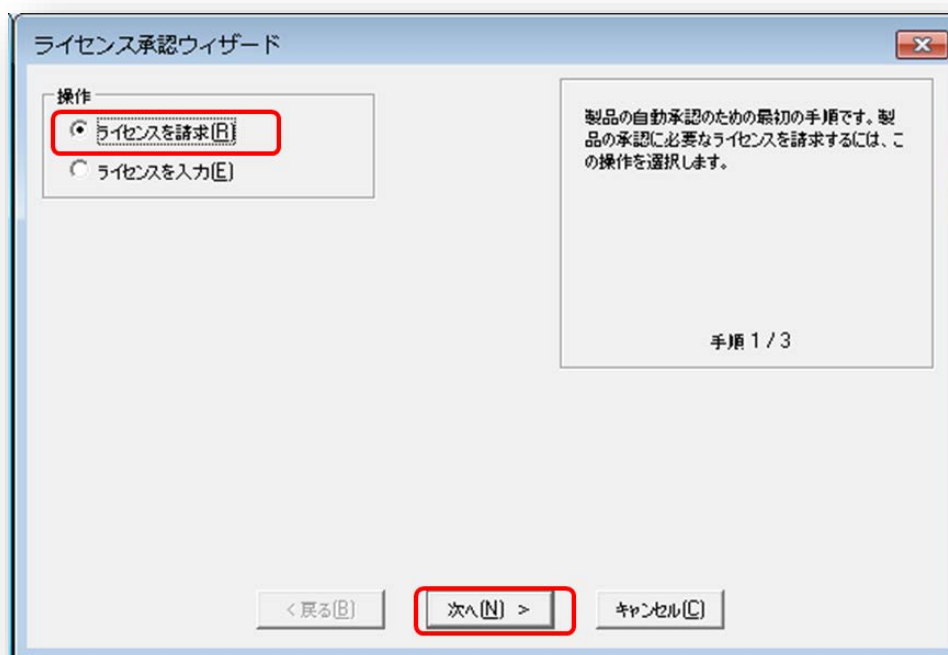 ライセンス承認ウィザード
操作
ライセンスを請求(R)
ライセンスを入力(E)
製品の自動承認のための最初の手順です。製
品の承認に必要なライセンスを請求するには、こ
の操作を選択します。
手順 1 / 3
< 戻る(B)
次へ(N) >
キャンセル(C)